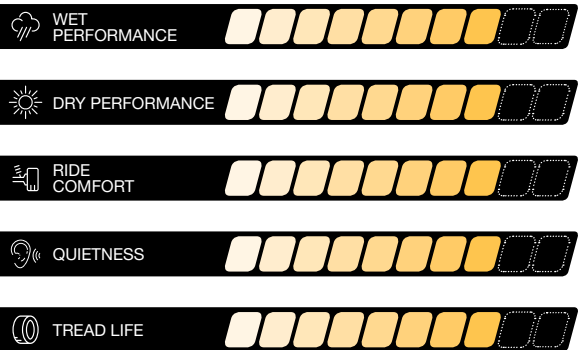 WET
PERFORMANCE
DRY PERFORMANCE
RIDE
COMFORT
QUIETNESS
TREAD LIFE